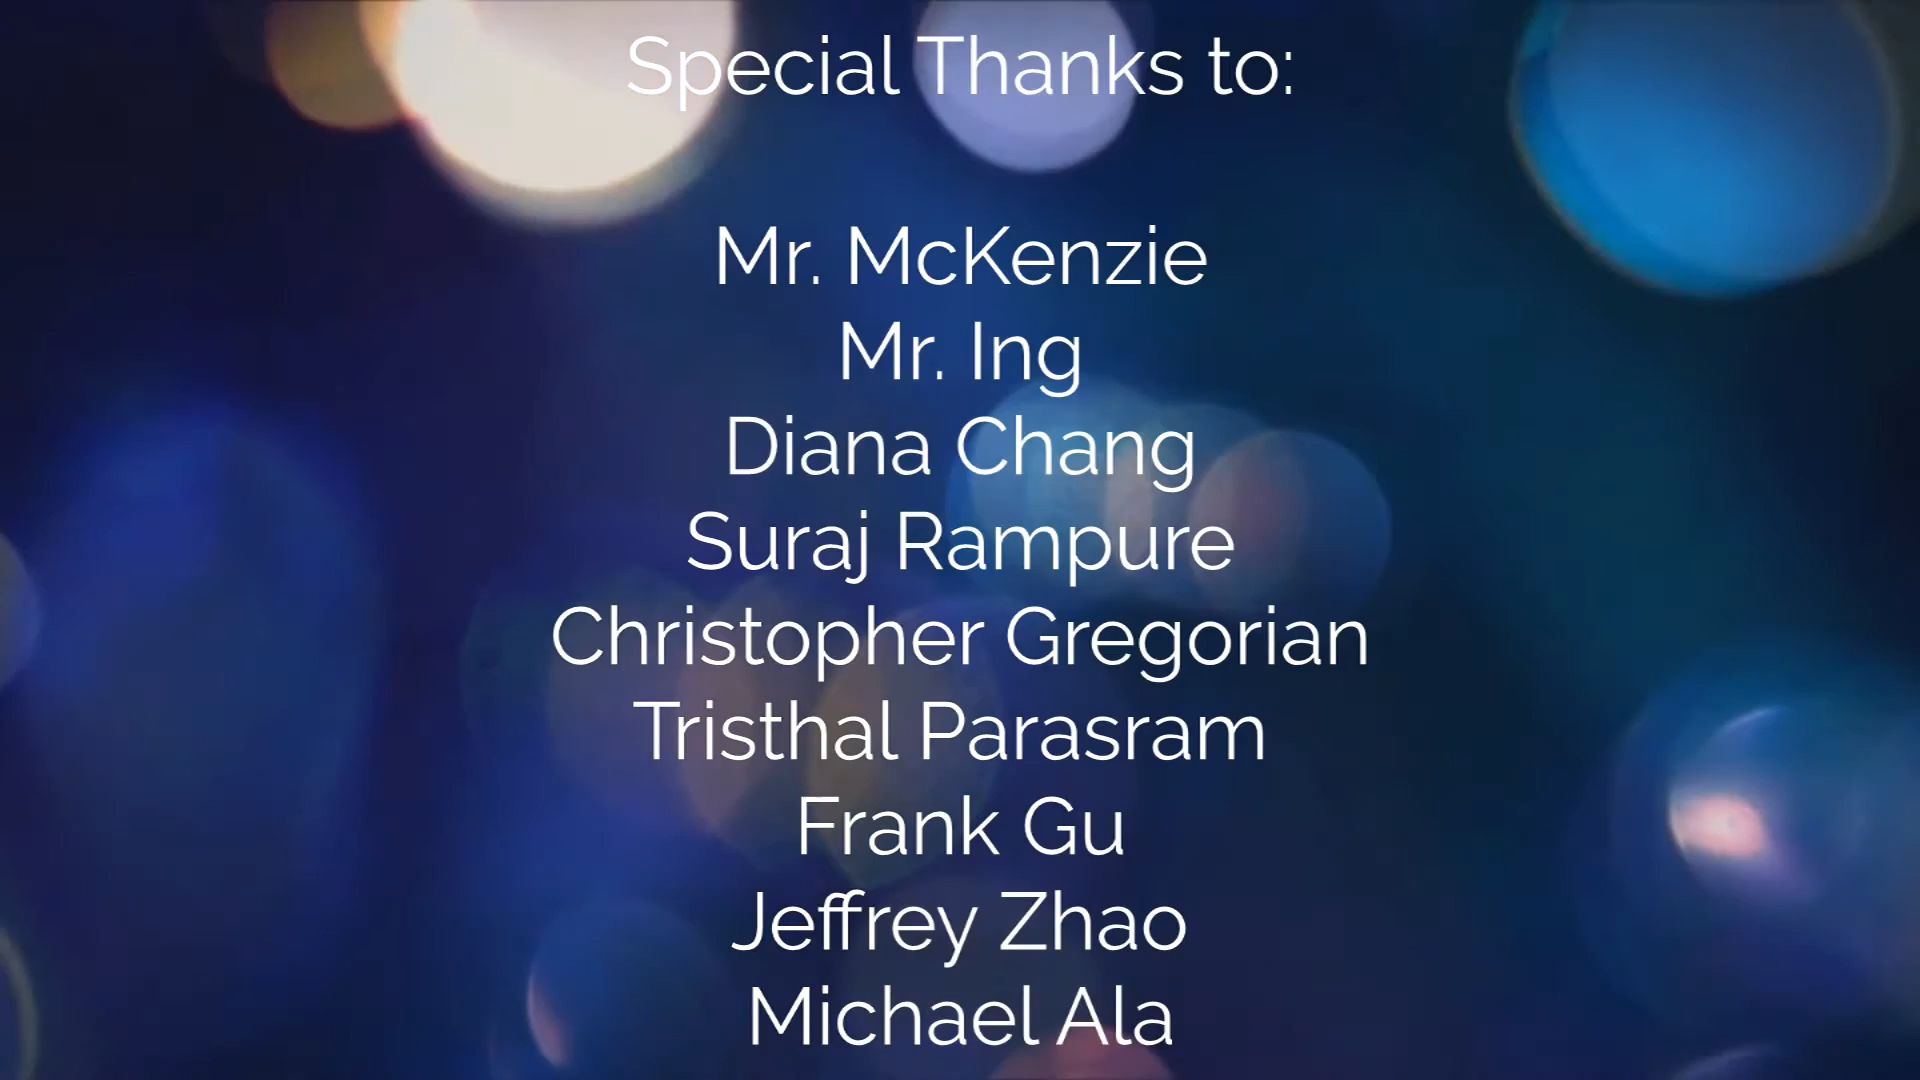 Special Thanks to:
Mr. McKenzie
Mr. Ing
Diana Chang
Suraj Rampure
Christopher Gregorian
Tristhal Parasram
Frank Gu
Jeffrey Zhao
Michael Ala